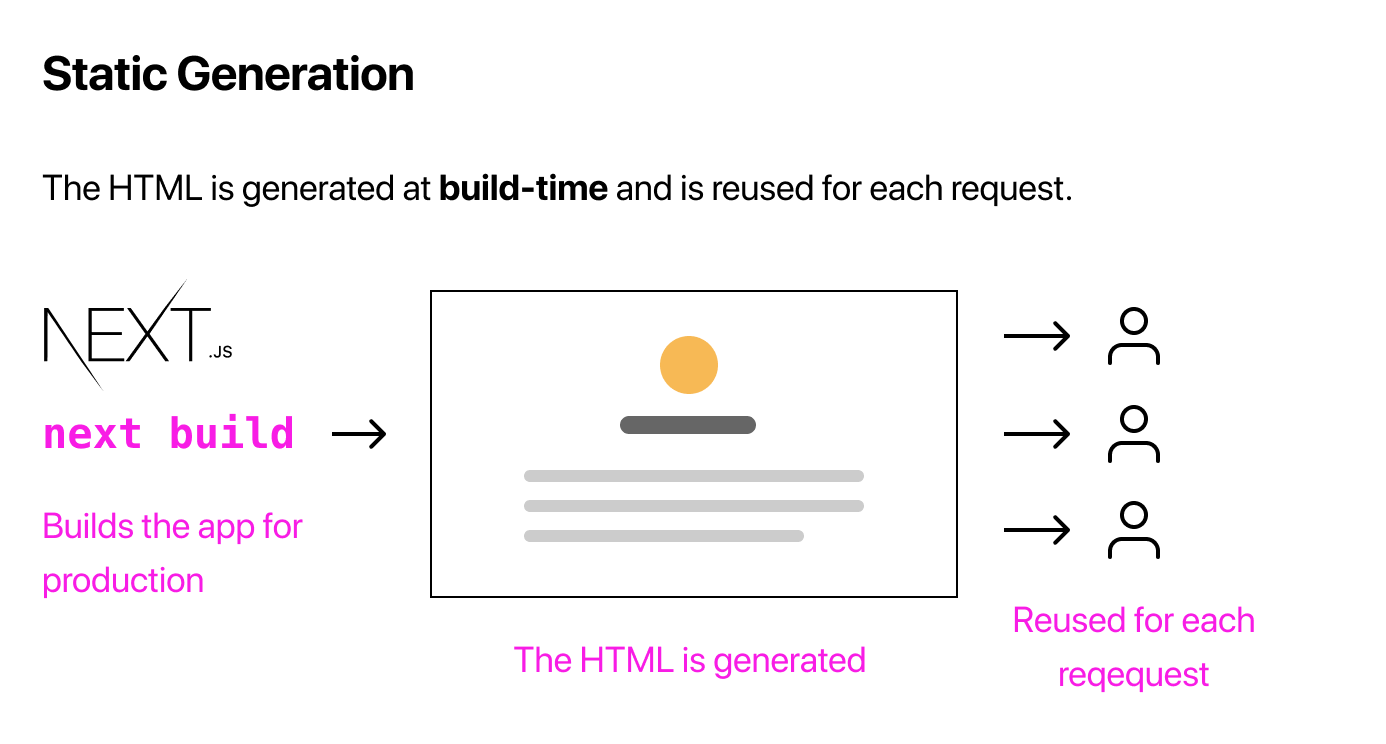 Static Generation
The HTML is generated at build-time and is reused for each request.
NEXT.JS
next build
Builds the app for
production
The HTML is generated
Reused for each
reqequest